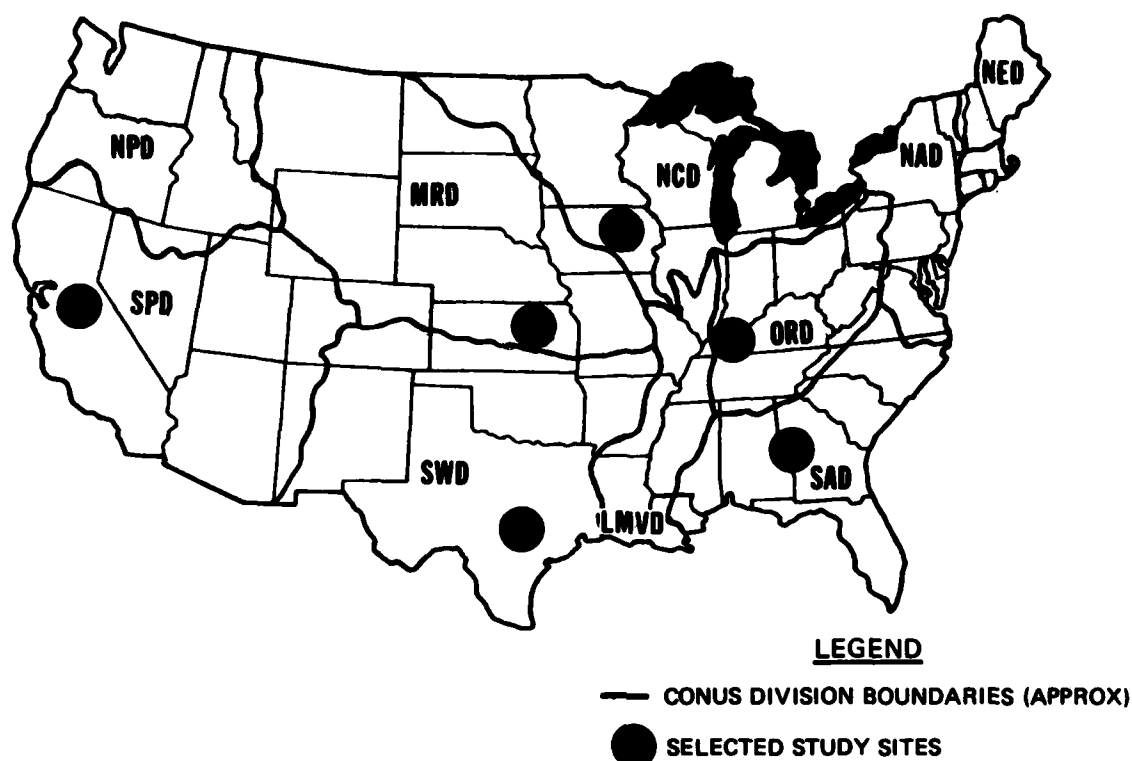 NED
NPD
NAD
NCD
MRD
SPD
ORD
SWD
SAD
LMVD
LEGEND
CONUS DIVISION BOUNDARIES (APPROX)
SELECTED STUDY SITES